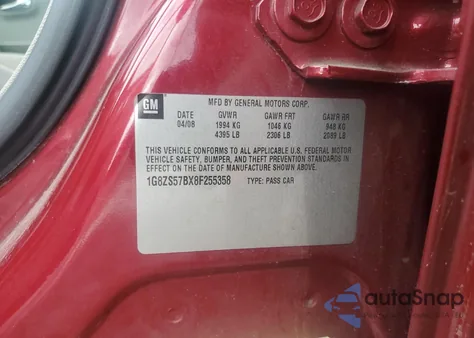 GM
MFD BY GENERAL MOTORS CORP.
DATE GVWR GAWR FRT GAWR RR
04/08 1994 KG 1046 KG 948 KG
4395 LB 2306 LB 2089 LB
THIS VEHICLE CONFORMS TO ALL APPLICABLE U.S. FEDERAL MOTOR
VEHICLE SAFETY, BUMPER, AND THEFT PREVENTION STANDARDS IN
EFFECT ON THE DATE OF MANUFACTURE SHOWN ABOVE.
1G8ZS57BX8F255358 TYPE: PASS CAR
autoSnap